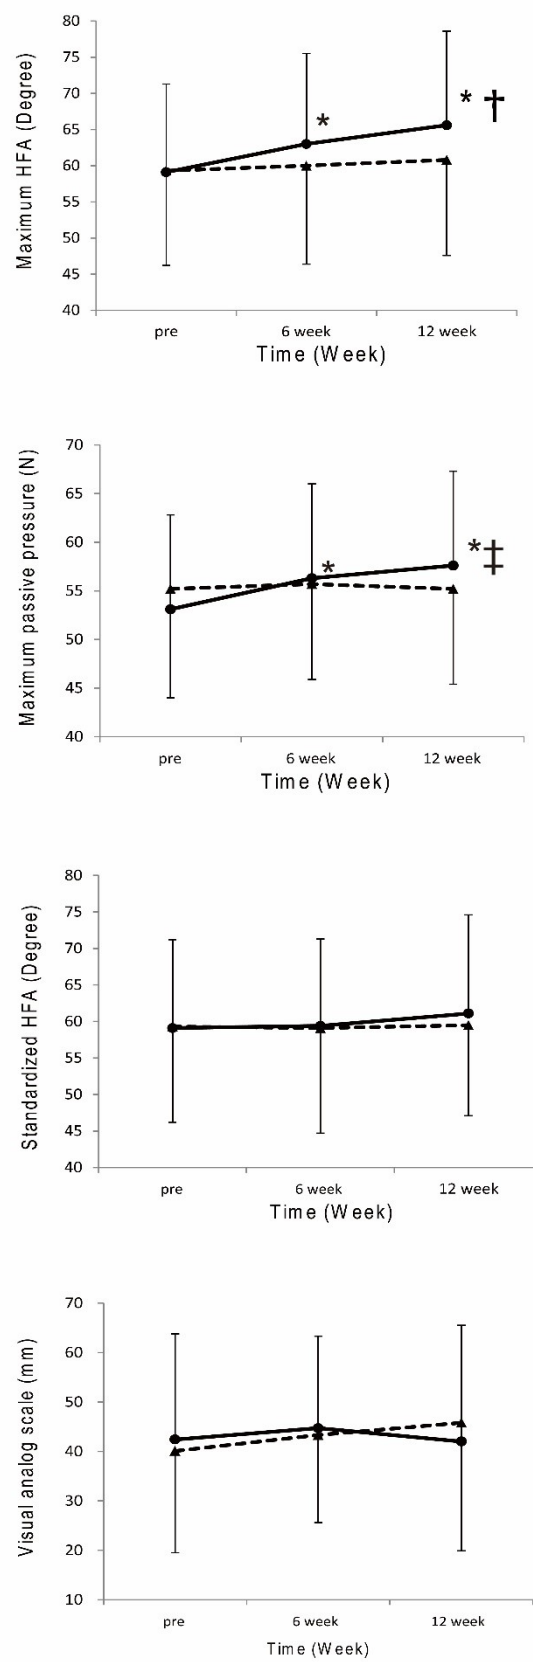 Maximum HFA (Degree)
80
75
70
65
60
55
50
45
40
*
* †
pre
6 week
12 week
Time (Week)
Maximum passive pressure (N)
70
65
60
55
50
45
40
*
*‡
pre
6 week
12 week
Time (Week)
Standardized HFA (Degree)
80
75
70
65
60
55
50
45
40
pre
6 week
12 week
Time (Week)
Visual analog scale (mm)
70
60
50
40
30
20
10
pre
6 week
12 week
Time (Week)